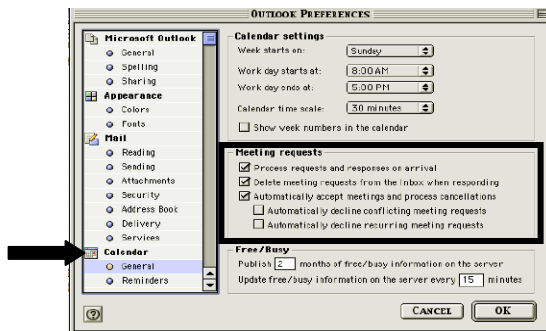 OUTLOOK PREFERENCES
Microsoft Outlook
General
Spelling
Sharing
Appearance
Colors
Fonts
Mail
Reading
Sending
Attachments
Security
Address Book
Delivery
Services
Calendar
General
Reminders
Calendar settings
Week starts on: Sunday
Work day starts at: 8:00 AM
Work day ends at: 5:00 PM
Calendar time scale: 30 minutes
Show week numbers in the calendar
Meeting requests
Process requests and responses on arrival
Delete meeting requests from the Inbox when responding
Automatically accept meetings and process cancellations
Automatically decline conflicting meeting requests
Automatically decline recurring meeting requests
Free/Busy
Publish 2 months of free/busy information on the server
Update free/busy information on the server every 15 minutes
? CANCEL OK